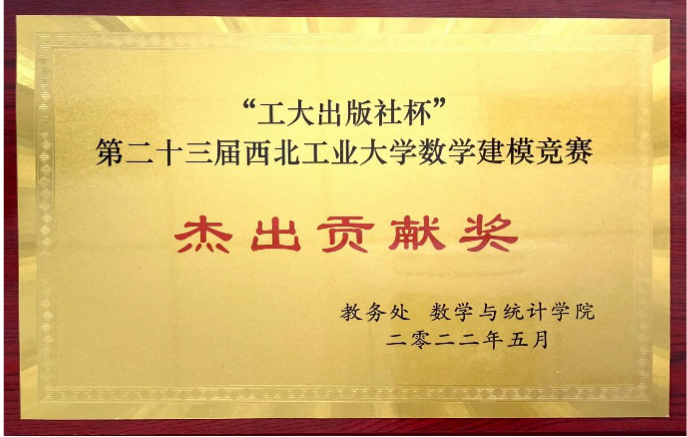 “工大出版社杯”
第二十三届西北工业大学数学建模竞赛
杰出贡献奖
教务处 数学与统计学院
二零二二年五月